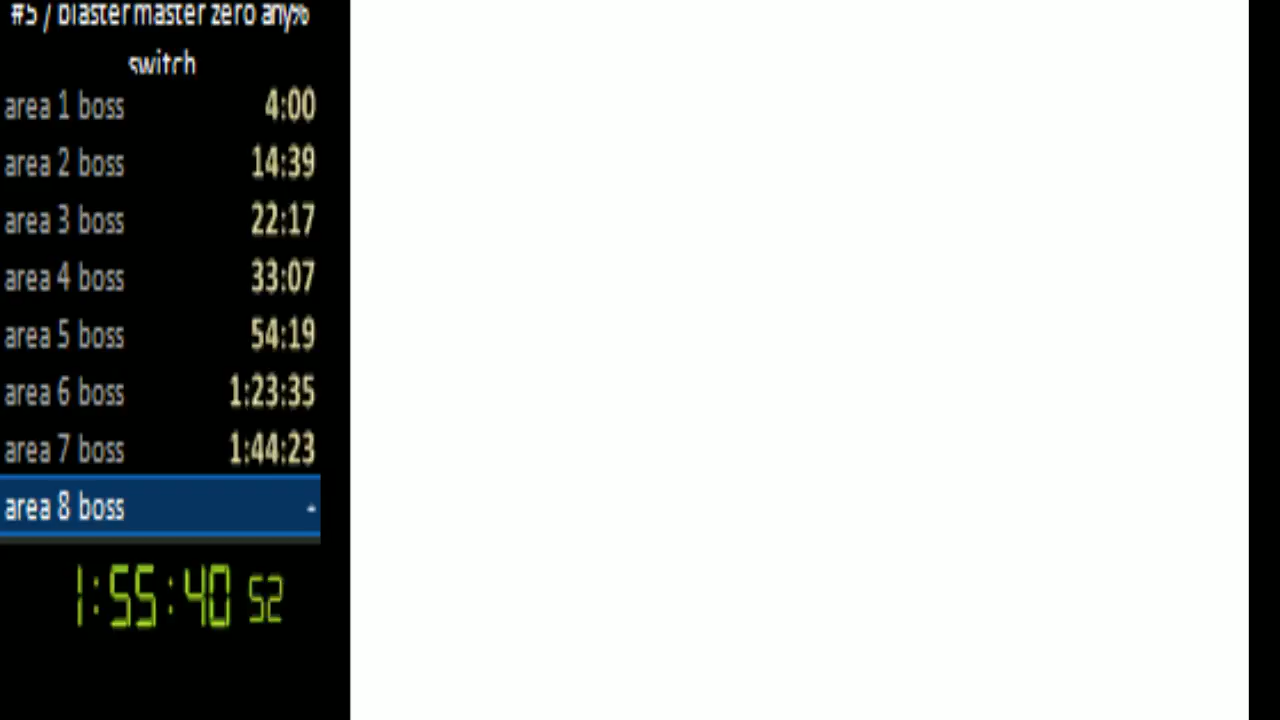 #5 / blaster master zero any%
switch
area 1 boss 4:00
area 2 boss 14:39
area 3 boss 22:17
area 4 boss 33:07
area 5 boss 54:19
area 6 boss 1:23:35
area 7 boss 1:44:23
area 8 boss -
1:55:40 52